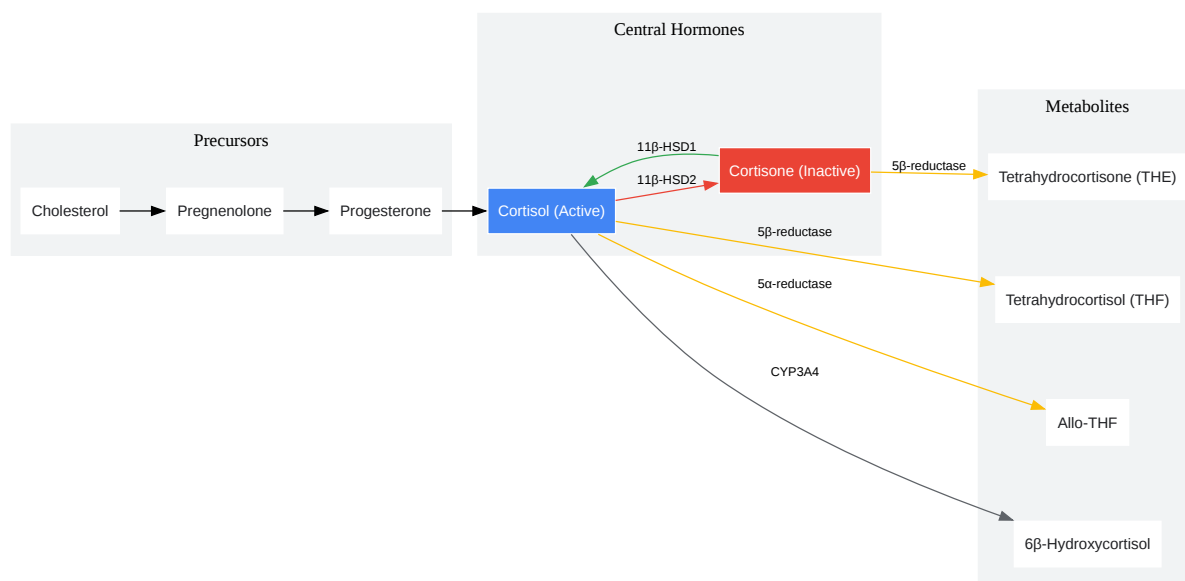 Central Hormones
Precursors
Metabolites
Cholesterol
Pregnenolone
Progesterone
Cortisol (Active)
11β-HSD1
11β-HSD2
Cortisone (Inactive)
5β-reductase
Tetrahydrocortisone (THE)
5β-reductase
Tetrahydrocortisol (THF)
5α-reductase
Allo-THF
CYP3A4
6β-Hydroxycortisol